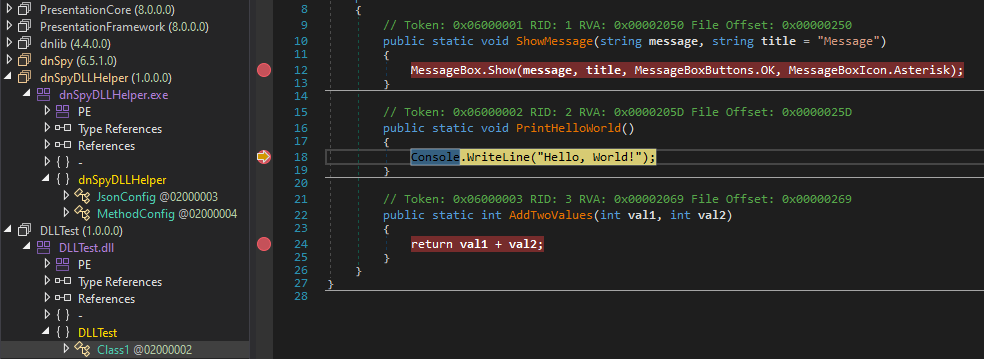 PresentationCore (8.0.0.0)
PresentationFramework (8.0.0.0)
dnlib (4.4.0.0)
dnSpy (6.5.1.0)
dnSpyDLLHelper (1.0.0.0)
dnSpyDLLHelper.exe
PE
Type References
References
{ } -
{ } dnSpyDLLHelper
JsonConfig @02000003
MethodConfig @02000004
DLLTest (1.0.0.0)
DLLTest.dll
PE
Type References
References
{ } -
{ } DLLTest
Class1 @02000002
8 {
9 // Token: 0x06000001 RID: 1 RVA: 0x00002050 File Offset: 0x00000250
10 public static void ShowMessage(string message, string title = "Message")
11 {
12 MessageBox.Show(message, title, MessageBoxButtons.OK, MessageBoxIcon.Asterisk);
13 }
14
15 // Token: 0x06000002 RID: 2 RVA: 0x0000205D File Offset: 0x0000025D
16 public static void PrintHelloWorld()
17 {
18 Console.WriteLine("Hello, World!");
19 }
20
21 // Token: 0x06000003 RID: 3 RVA: 0x00002069 File Offset: 0x00000269
22 public static int AddTwoValues(int val1, int val2)
23 {
24 return val1 + val2;
25 }
26 }
27 }
28